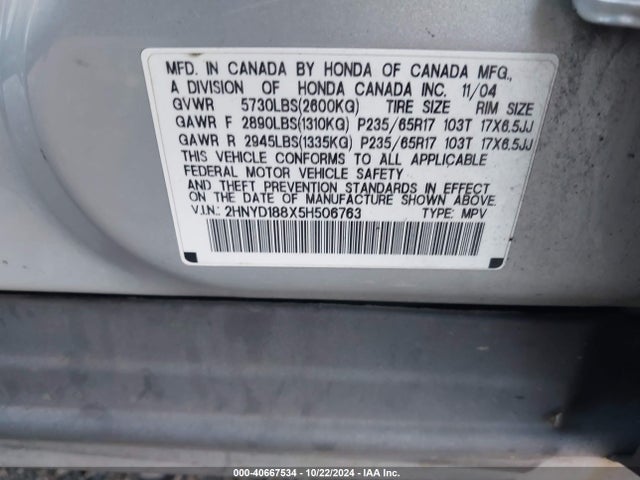 MFD. IN CANADA BY HONDA OF CANADA MFG.,
A DIVISION OF HONDA CANADA INC. 11/04
GVWR 5730LBS(2600KG) TIRE SIZE RIM SIZE
GAWR F 2890LBS(1310KG) P235/65R17 103T 17X6.5JJ
GAWR R 2945LBS(1335KG) P235/65R17 103T 17X6.5JJ
THIS VEHICLE CONFORMS TO ALL APPLICABLE
FEDERAL MOTOR VEHICLE SAFETY
AND THEFT PREVENTION STANDARDS IN EFFECT
ON THE DATE OF MANUFACTURE SHOWN ABOVE.
V.I.N.: 2HNYD188X5H506763 TYPE: MPV
000-40667534 - 10/22/2024 - IAA Inc.